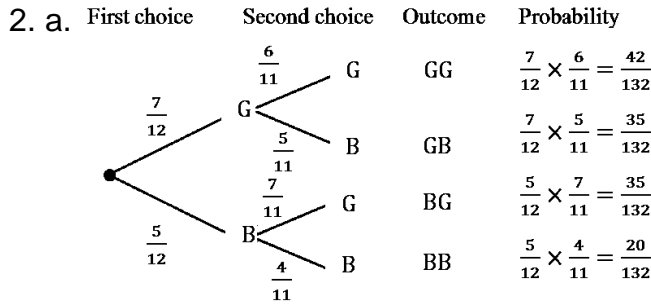 2. a. First choice Second choice Outcome Probability
6/11 G GG 7/12 × 6/11 = 42/132
7/12 G
5/11 B GB 7/12 × 5/11 = 35/132
7/11 G BG 5/12 × 7/11 = 35/132
5/12 B
4/11 B BB 5/12 × 4/11 = 20/132